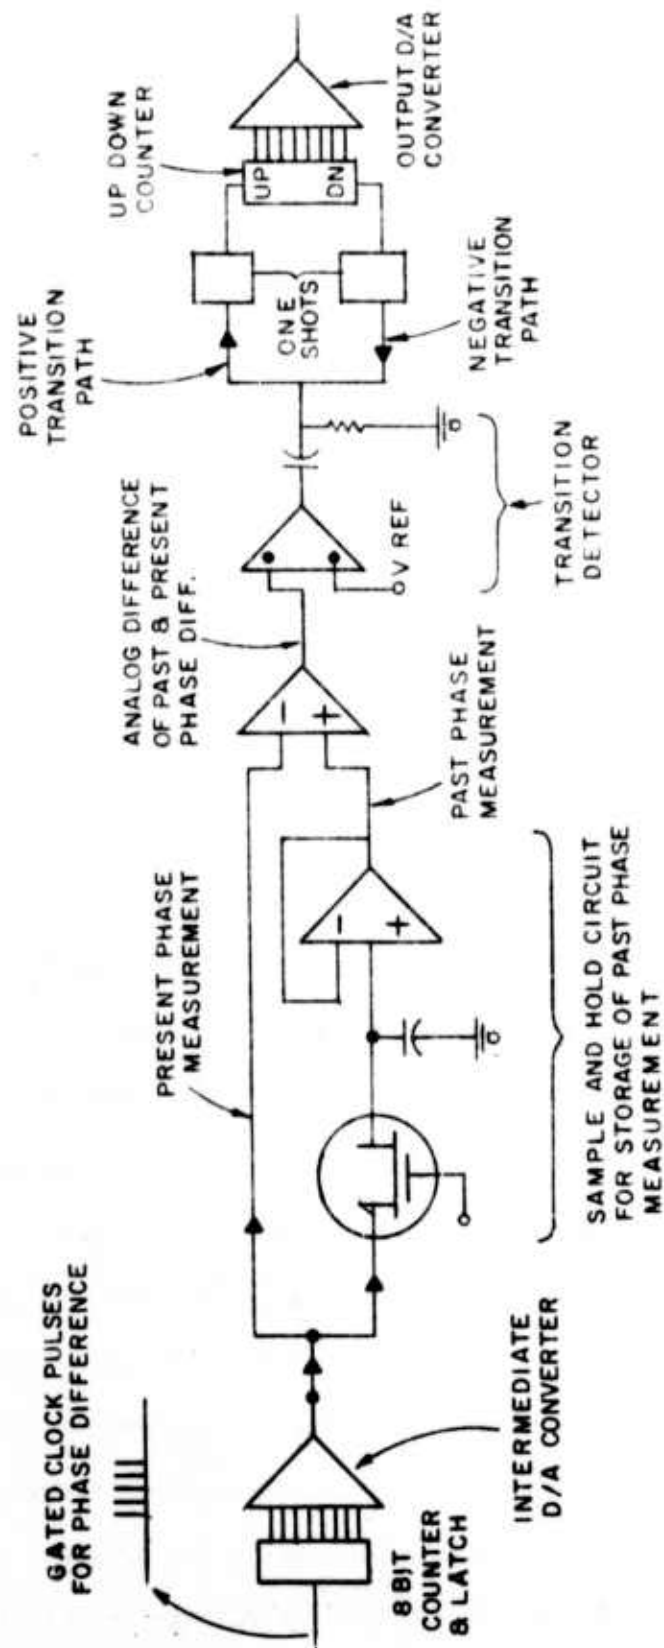 GATED CLOCK PULSES
FOR PHASE DIFFERENCE
8 BIT
COUNTER
& LATCH
INTERMEDIATE
D/A CONVERTER
PRESENT PHASE
MEASUREMENT
-
+
SAMPLE AND HOLD CIRCUIT
FOR STORAGE OF PAST PHASE
MEASUREMENT
PAST PHASE
MEASUREMENT
-
+
ANALOG DIFFERENCE
OF PAST & PRESENT
PHASE DIFF.
V REF
TRANSITION
DETECTOR
POSITIVE
TRANSITION
PATH
ONE
SHOTS
NEGATIVE
TRANSITION
PATH
UP DOWN
COUNTER
UP
DN
OUTPUT D/A
CONVERTER